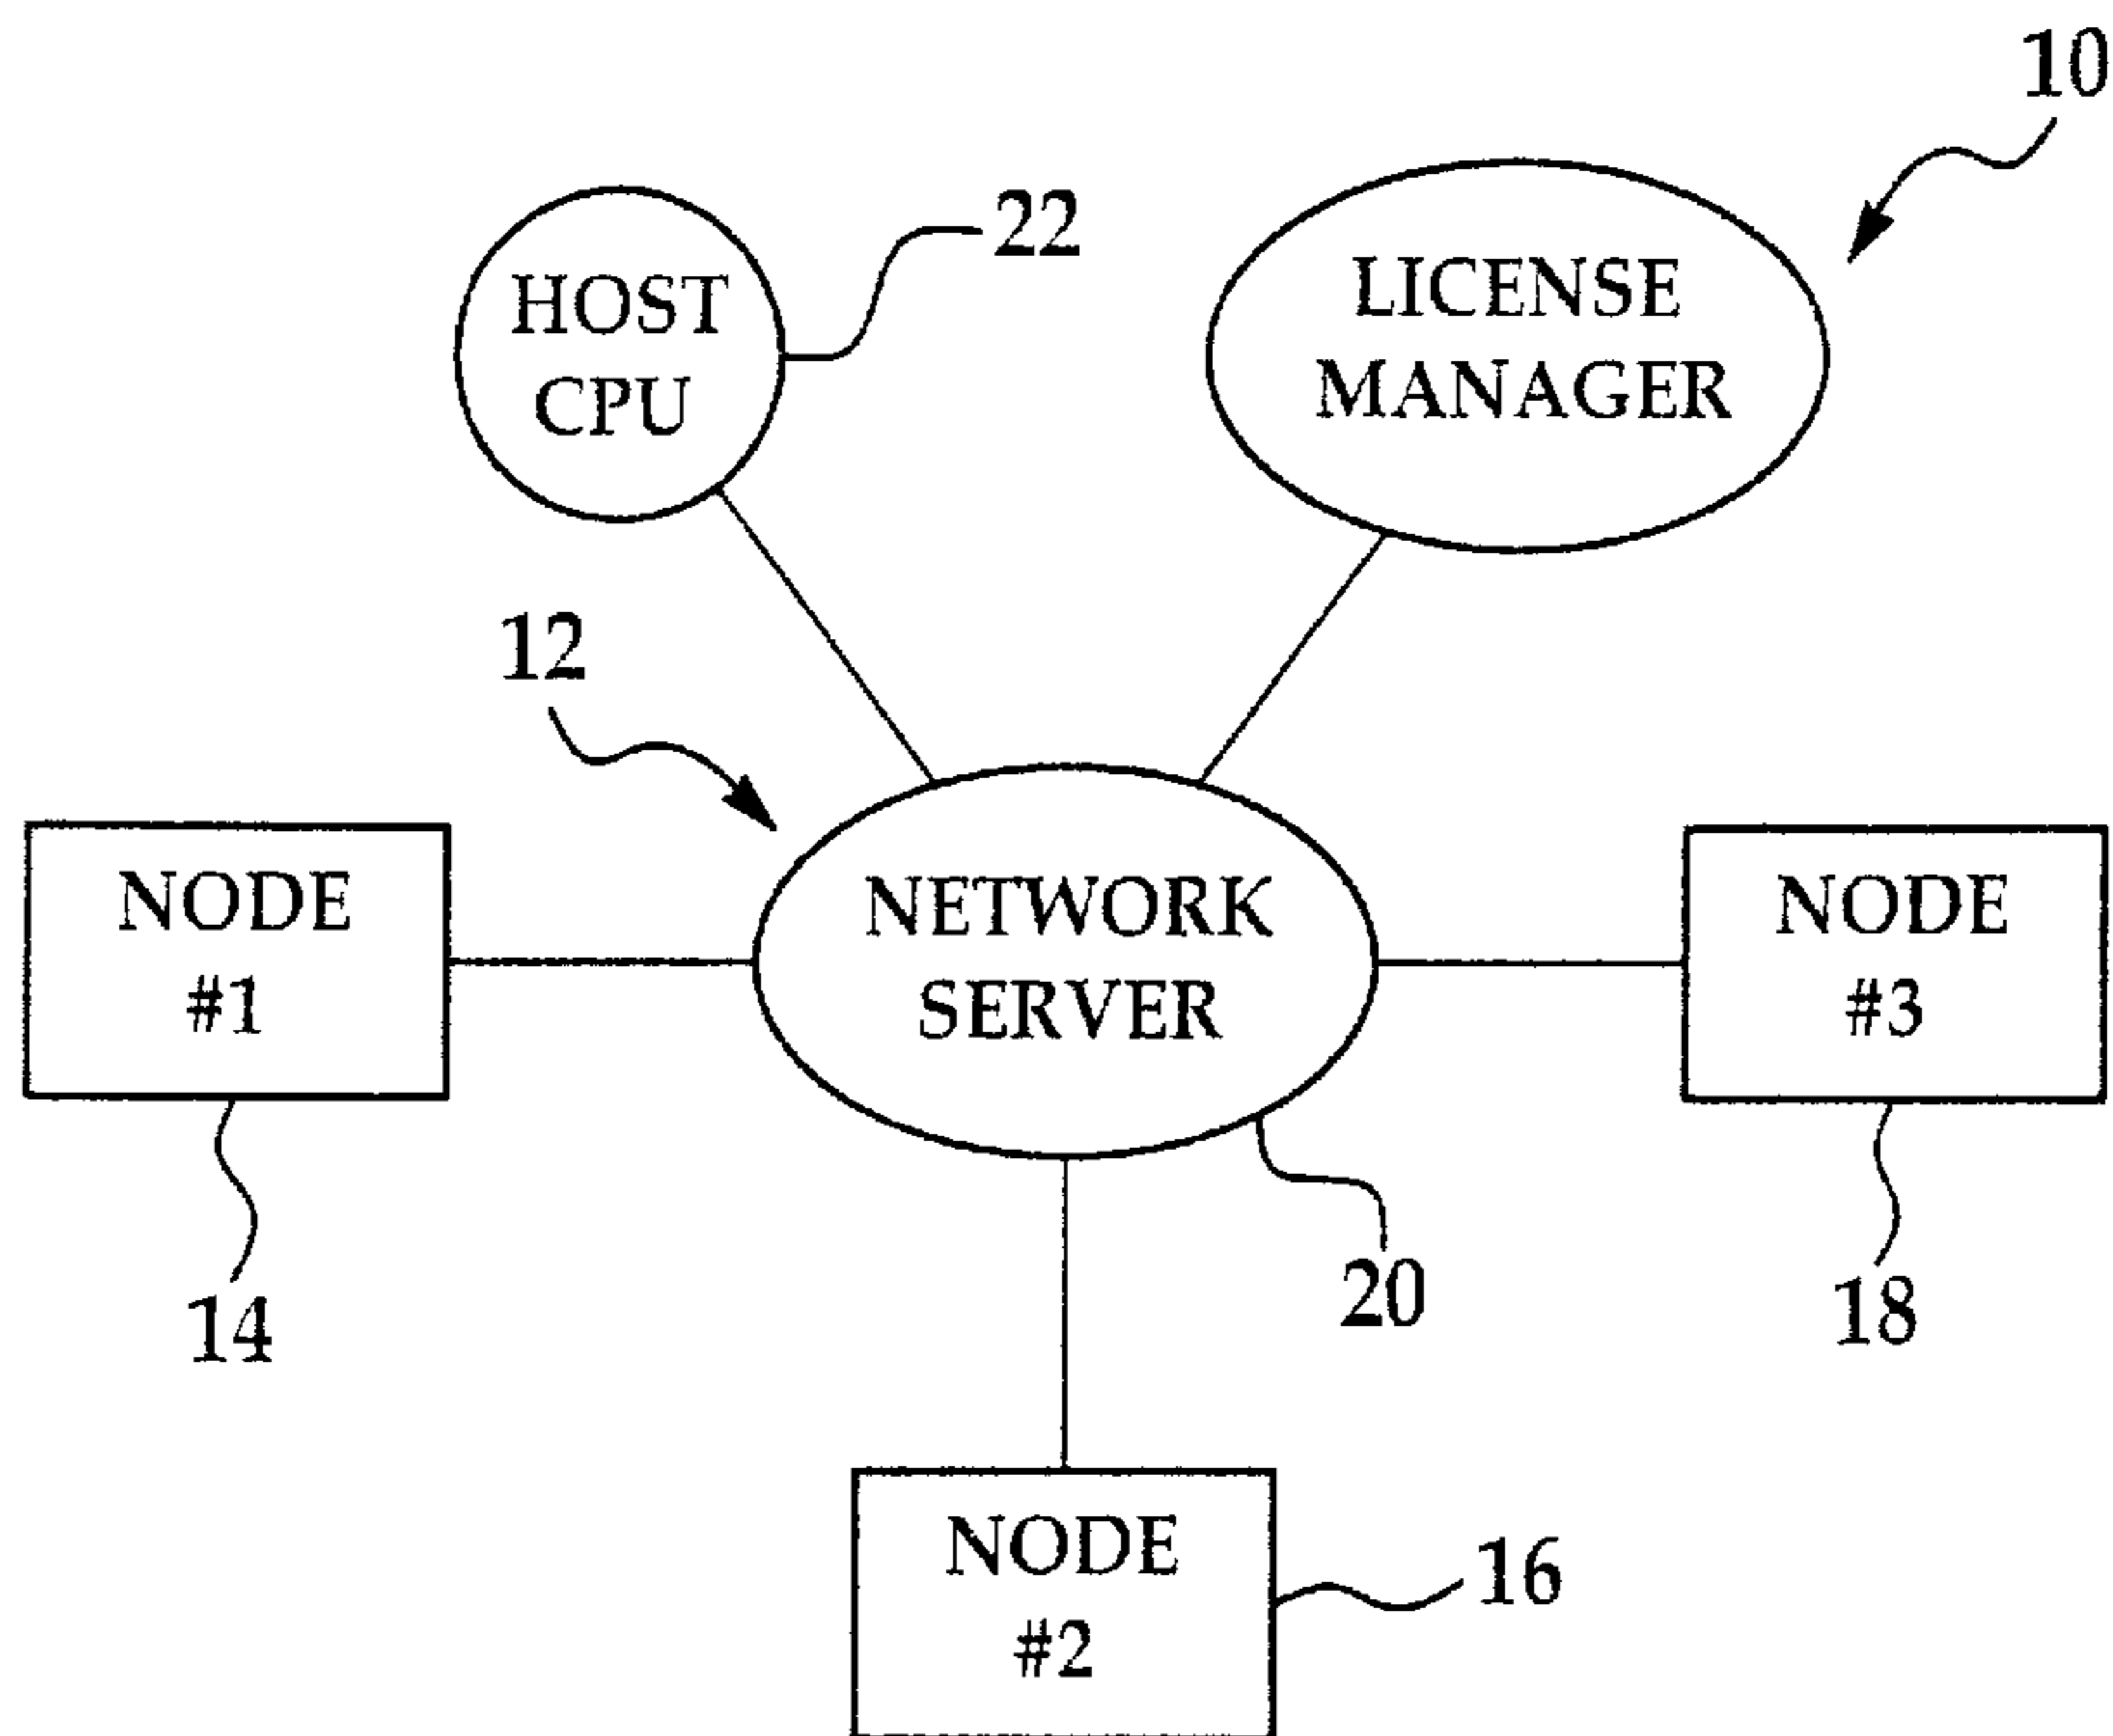 10
22
HOST
CPU
LICENSE
MANAGER
12
NODE
#1
NETWORK
SERVER
NODE
#3
14
20
18
NODE
#2
16